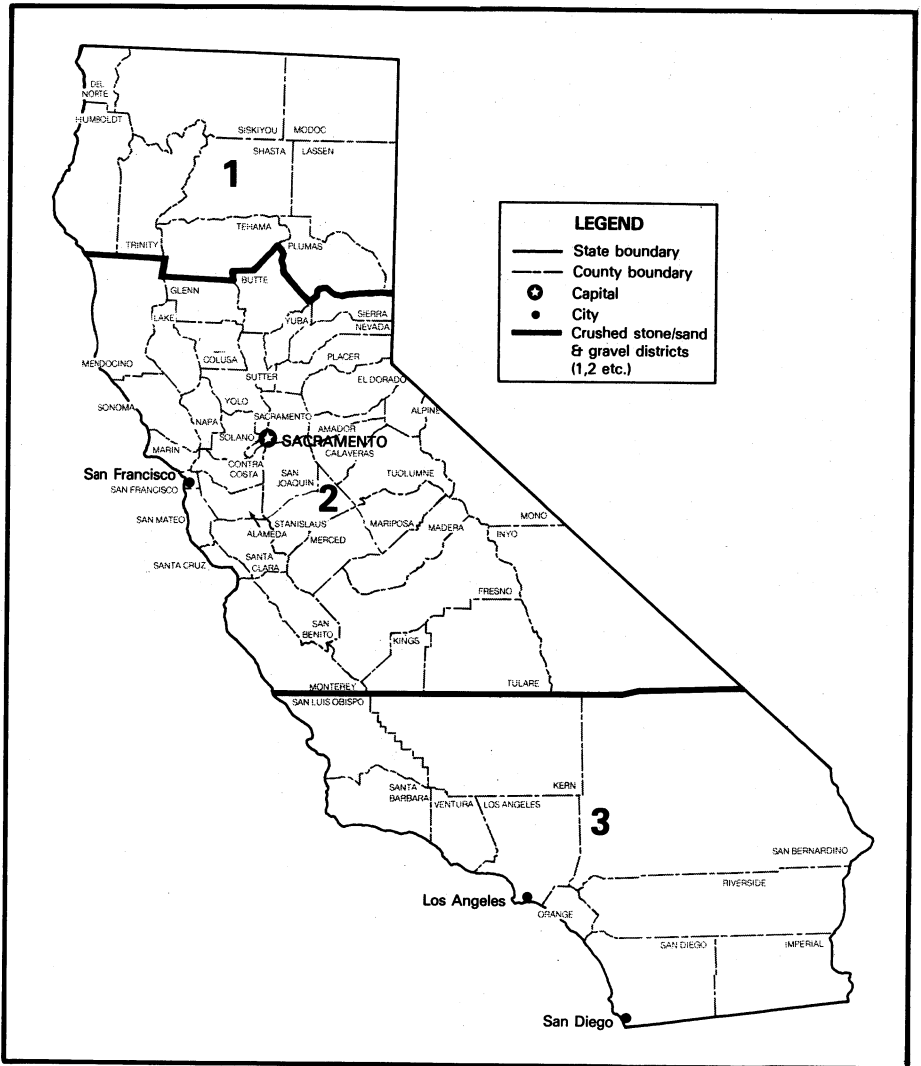 DEL
NORTE
HUMBOLDT
SISKIYOU
MODOC
SHASTA
LASSEN
1
TEHAMA
TRINITY
PLUMAS
BUTTE
GLENN
LAKE
YUBA
SIERRA
NEVADA
COLUSA
PLACER
MENDOCINO
SUTTER
EL DORADO
YOLO
SONOMA
SACRAMENTO
ALPINE
NAPA
AMADOR
SOLANO
SACRAMENTO
MARIN
CALAVERAS
CONTRA
COSTA
San Francisco
SAN
JOAQUIN
TUOLUMNE
SAN FRANCISCO
2
MONO
SAN MATEO
STANISLAUS
MARIPOSA
MADERA
ALAMEDA
MERCED
INYO
SANTA
CLARA
SANTA CRUZ
FRESNO
SAN
BENITO
KINGS
MONTEREY
TULARE
SAN LUIS OBISPO
KERN
SANTA
BARBARA
VENTURA
LOS ANGELES
3
SAN BERNARDINO
RIVERSIDE
Los Angeles
ORANGE
SAN DIEGO
IMPERIAL
San Diego
LEGEND
State boundary
County boundary
Capital
City
Crushed stone/sand
& gravel districts
(1,2 etc.)